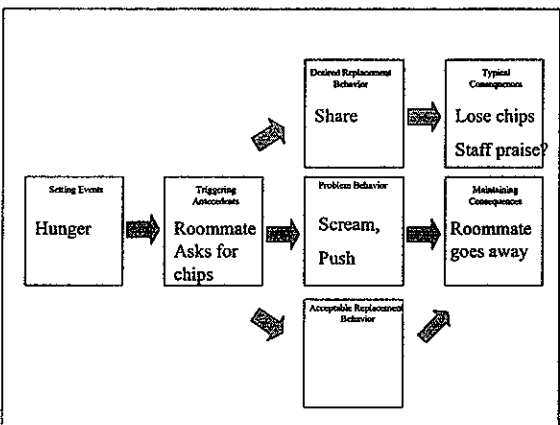 Desired Replacement
Behavior
Share
Typical
Consequences
Lose chips
Staff praise?
Setting Events
Hunger
Triggering
Antecedents
Roommate
Asks for
chips
Problem Behavior
Scream,
Push
Maintaining
Consequences
Roommate
goes away
Acceptable Replacement
Behavior